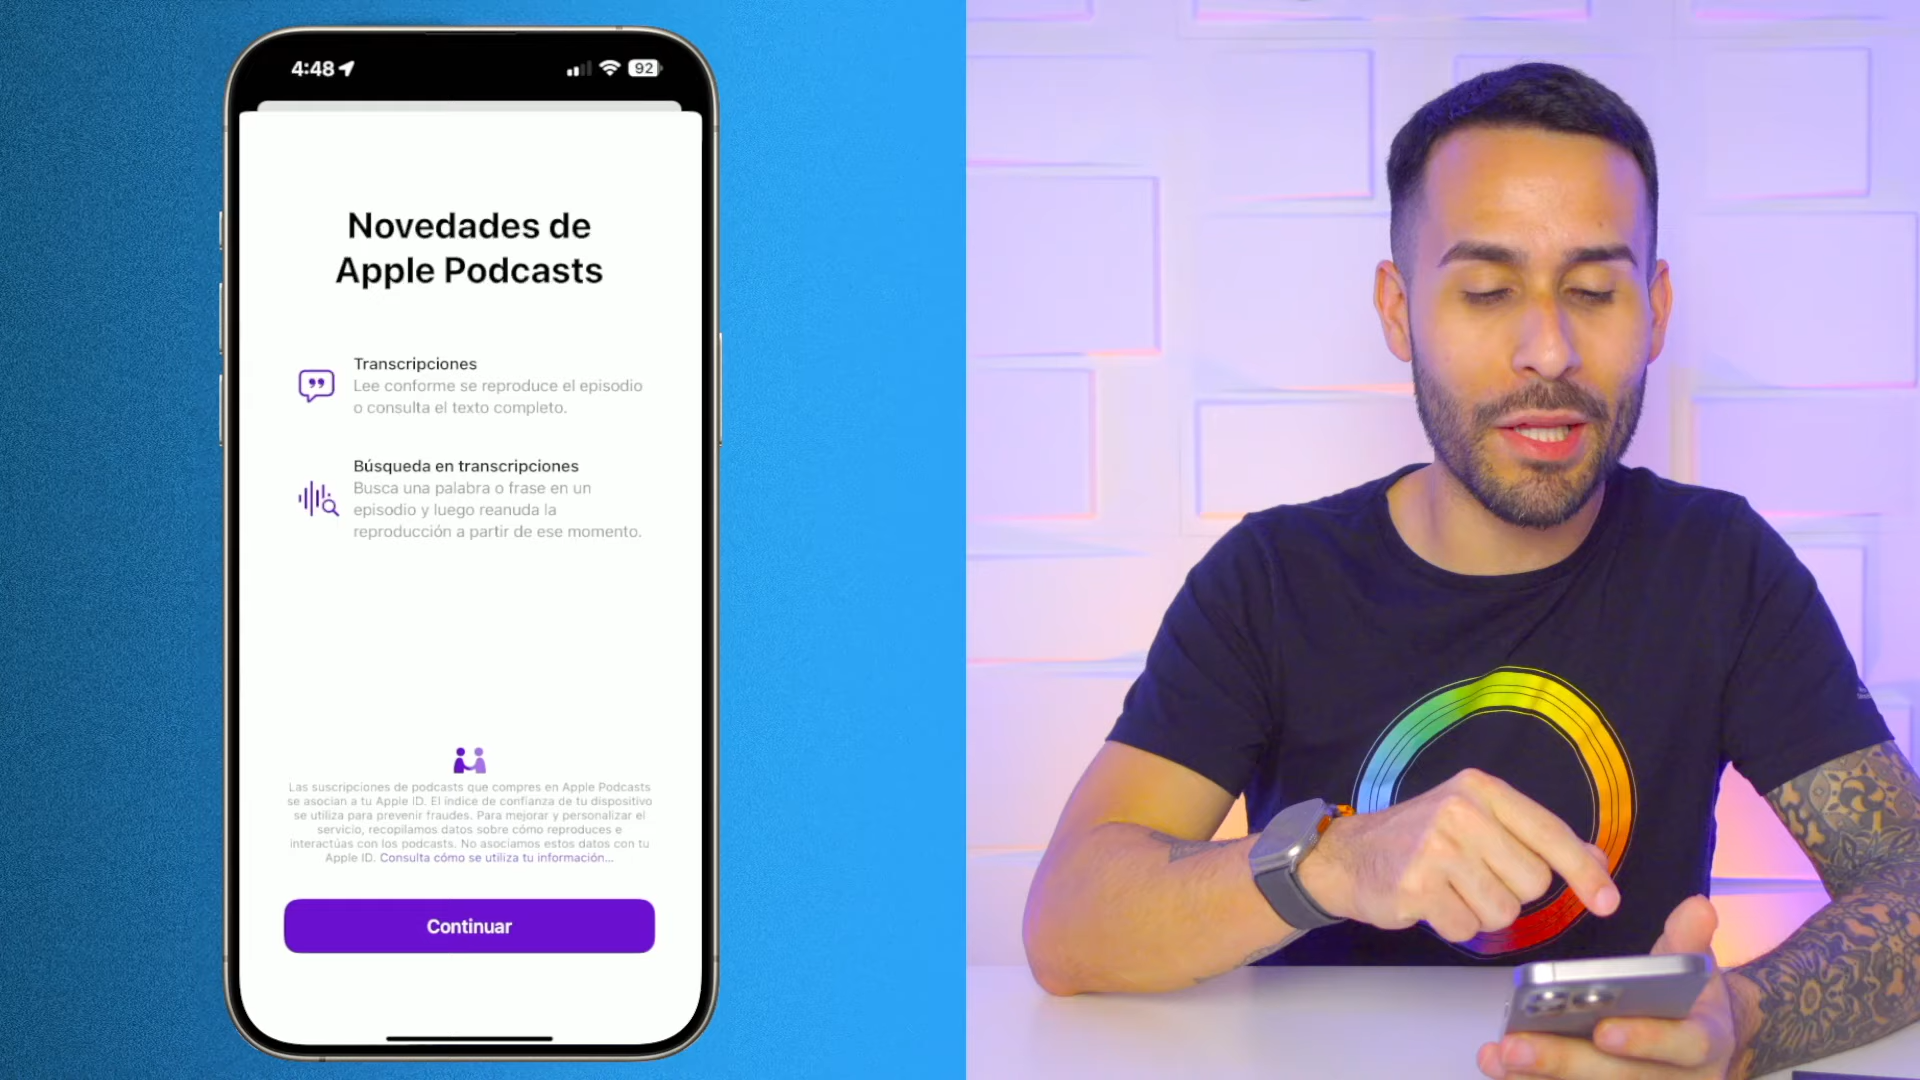 4:48
92
Novedades de
Apple Podcasts
Transcripciones
Lee conforme se reproduce el episodio
o consulta el texto completo.
Búsqueda en transcripciones
Busca una palabra o frase en un
episodio y luego reanuda la
reproducción a partir de ese momento.
Las suscripciones de podcasts que compres en Apple Podcasts
se asocian a tu Apple ID. El índice de confianza de tu dispositivo
se utiliza para prevenir fraudes. Para mejorar y personalizar el
servicio, recopilamos datos sobre cómo reproduces e
interactúas con los podcasts. No asociamos estos datos con tu
Apple ID. Consulta cómo se utiliza tu información...
Continuar